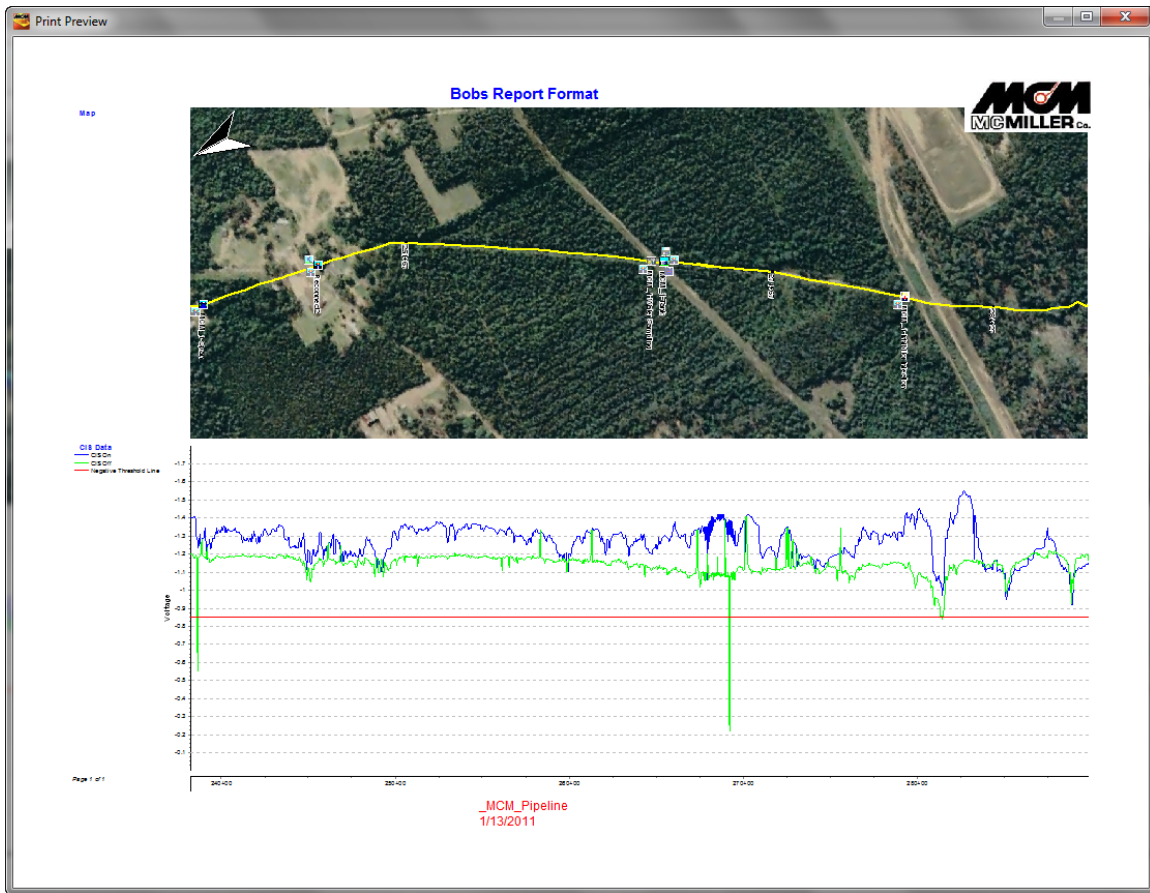 Print Preview
Bobs Report Format
MCM
MCMILLER Co.
Map
CIS Data
CIS On
CIS Off
Negative Threshold Line
-1.7
-1.6
-1.5
-1.4
-1.3
-1.2
-1.1
-1
-0.9
-0.8
-0.7
-0.6
-0.5
-0.4
-0.3
-0.2
-0.1
Voltage
Page 1 of 1
240+00
250+00
260+00
270+00
280+00
_MCM_Pipeline
1/13/2011